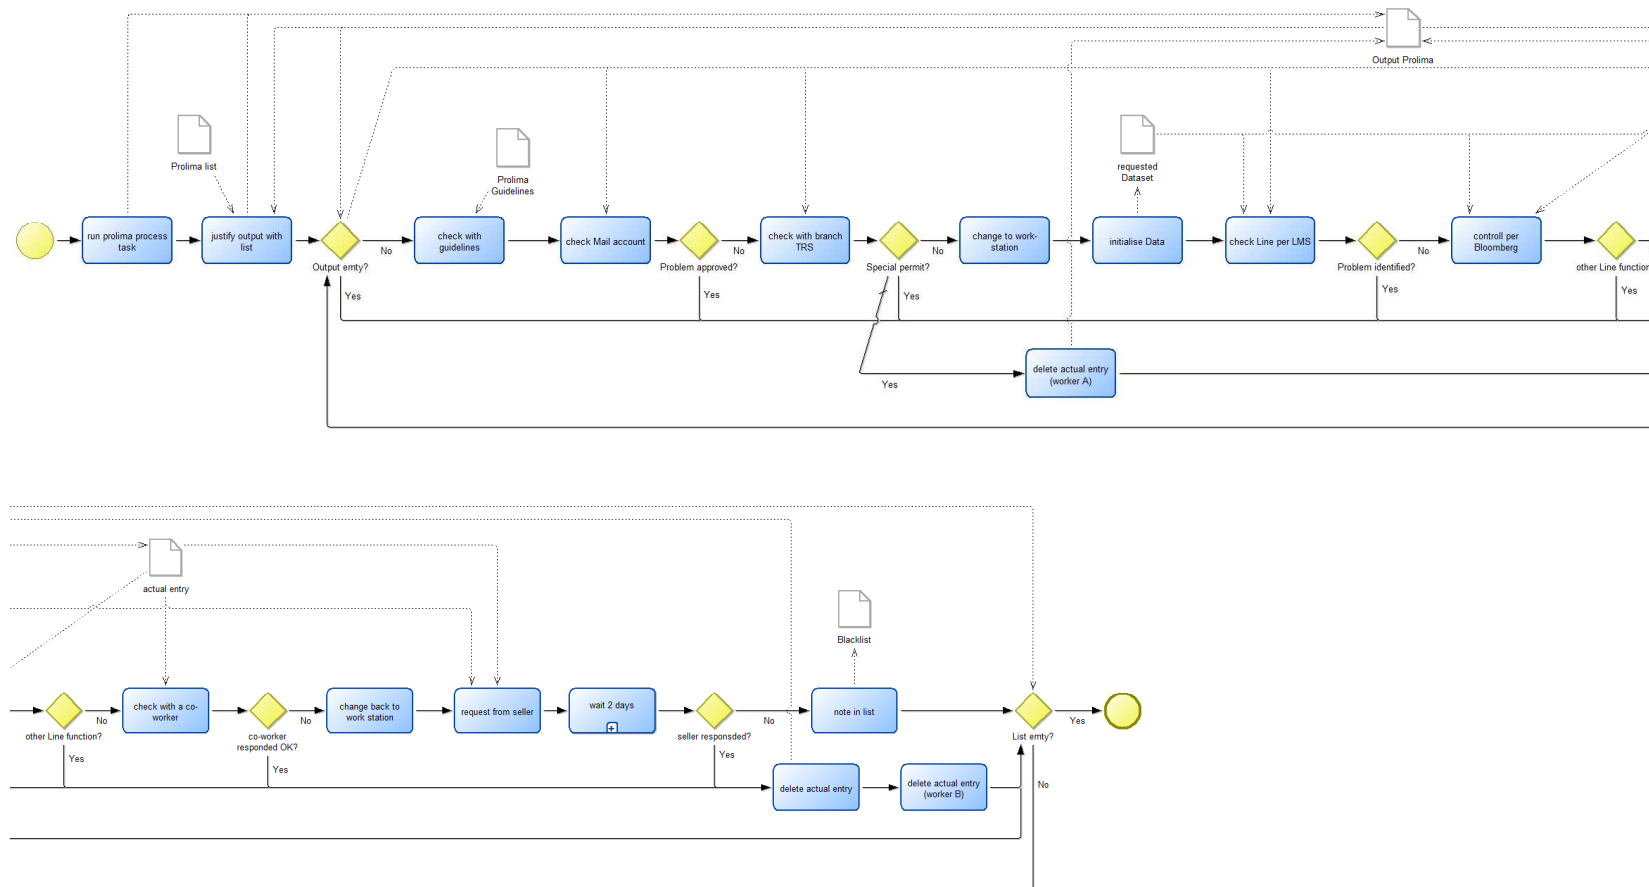 Output Prolima
Prolima list
Prolima
Guidelines
requested
Dataset
run prolima process
task
justify output with
list
Output emty?
No
Yes
check with
guidelines
check Mail account
Problem approved?
No
Yes
check with branch
TRS
Special permit?
No
Yes
Yes
change to work-
station
initialise Data
check Line per LMS
Problem identified?
No
Yes
controll per
Bloomberg
other Line function
Yes
delete actual entry
(worker A)
actual entry
Blacklist
other Line function?
No
Yes
check with a co-
worker
co-worker
responded OK?
No
Yes
change back to
work station
request from seller
wait 2 days
seller responsded?
No
Yes
note in list
List emty?
Yes
No
delete actual entry
delete actual entry
(worker B)